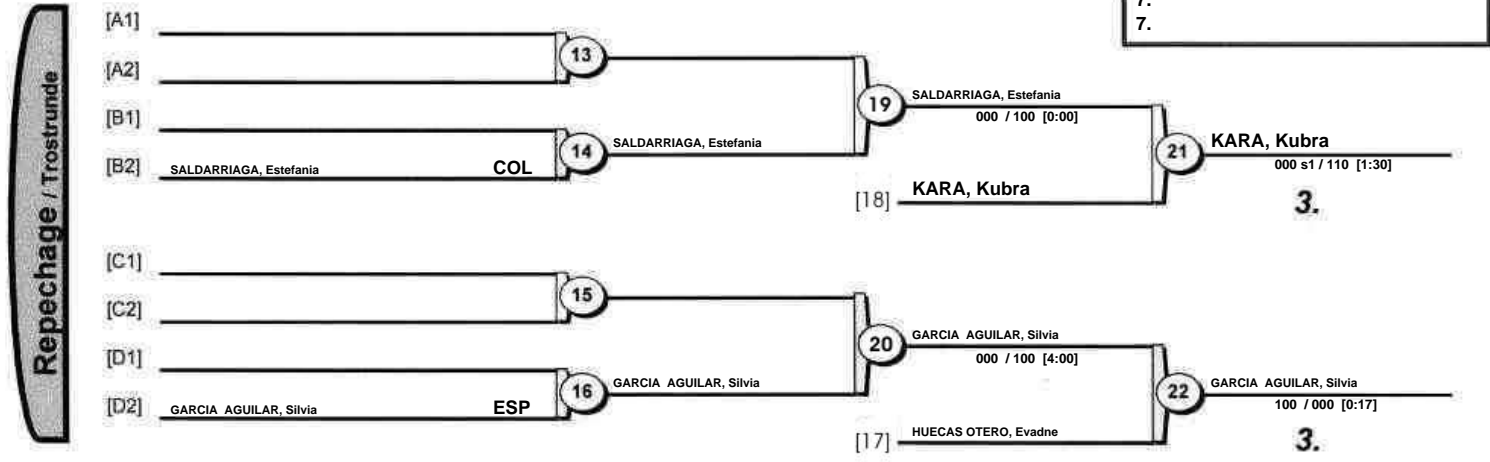 7.
7.
Repechage / Trostrunde
[A1]
[A2]
13
[B1]
[B2] SALDARRIAGA, Estefania COL
14
SALDARRIAGA, Estefania
19
SALDARRIAGA, Estefania
000 / 100 [0:00]
[18] KARA, Kubra
21
KARA, Kubra
000 s1 / 110 [1:30]
3.
[C1]
[C2]
15
[D1]
[D2] GARCIA AGUILAR, Silvia ESP
16
GARCIA AGUILAR, Silvia
20
GARCIA AGUILAR, Silvia
000 / 100 [4:00]
[17] HUECAS OTERO, Evadne
22
GARCIA AGUILAR, Silvia
100 / 000 [0:17]
3.